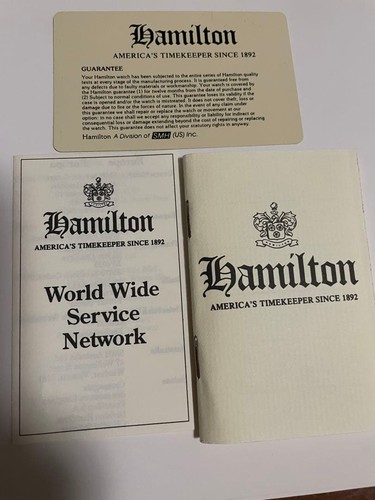 Hamilton
AMERICA'S TIMEKEEPER SINCE 1892
GUARANTEE
Your Hamilton watch has been subjected to the entire series of Hamilton quality
tests at every stage of the manufacturing process. It is guaranteed free from
any defects due to faulty materials or workmanship. Your watch is covered by
the Hamilton guarantee (1) for twelve months from the date of purchase and
(2) Subject to normal conditions of use. This guarantee loses its validity if the
case is opened and/or the watch is mistreated. It does not cover theft, loss or
damage due to fire or the forces of nature. In the event of any claim under
this guarantee we shall repair or replace the watch or movement at our
option. In no case shall we accept any responsibility or liability for indirect or
consequential loss or damage extending beyond the cost of repairing or replacing
the watch. This guarantee does not affect your statutory rights in anyway
Hamilton A Division of SMH (US) Inc.
Hamilton
AMERICA'S TIMEKEEPER SINCE 1892
World Wide
Service
Network
Hamilton
AMERICA'S TIMEKEEPER SINCE 1892